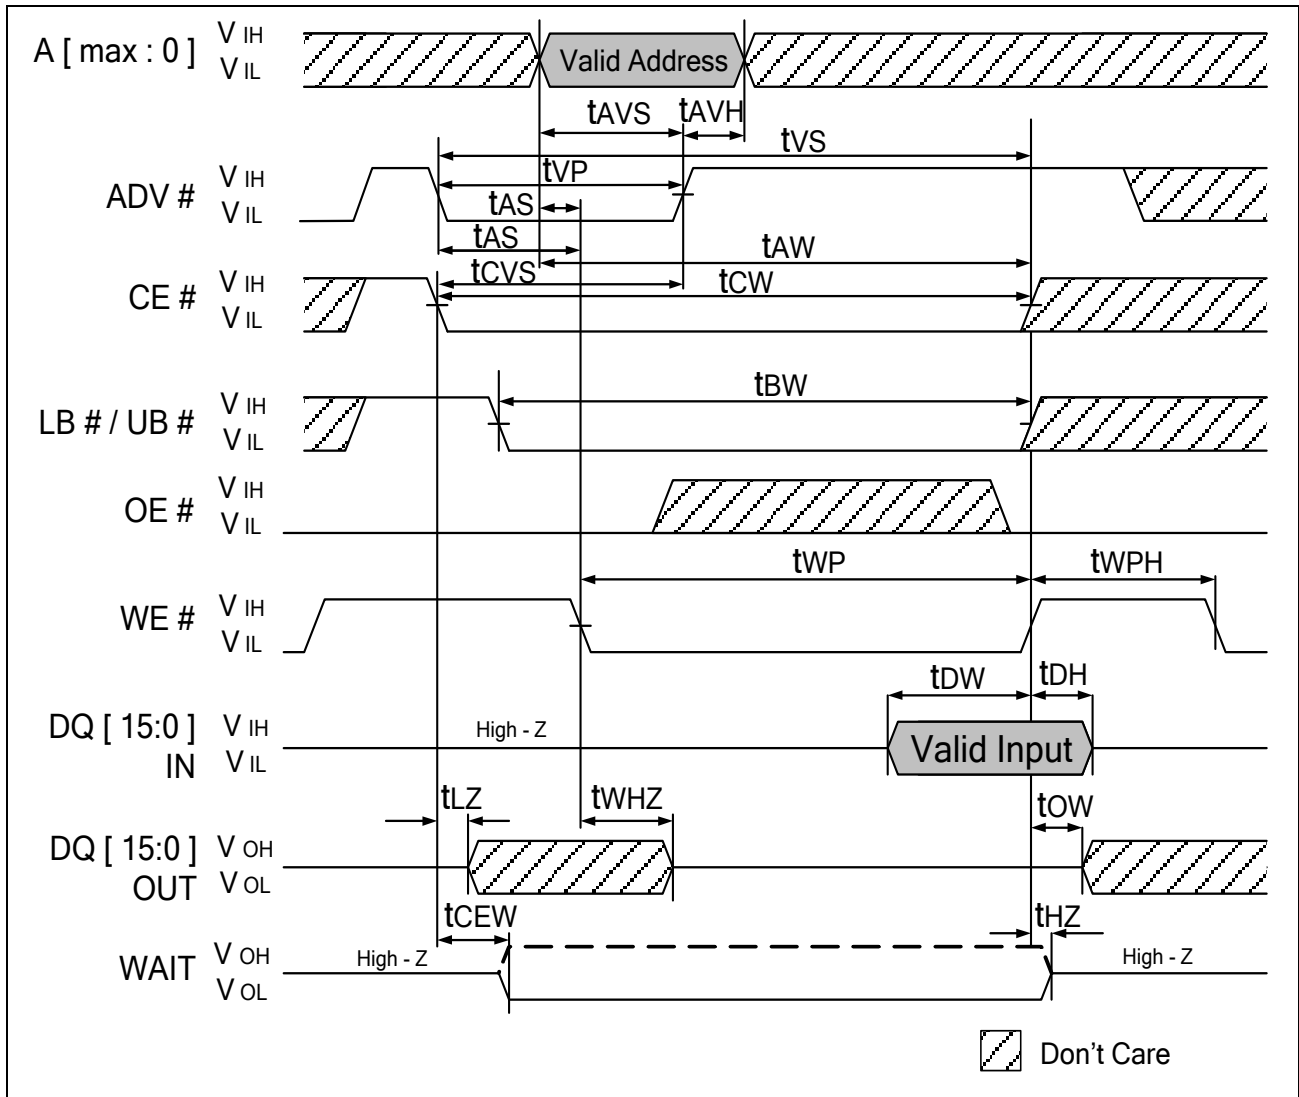 A [ max : 0 ] V IH
V IL
Valid Address
tAVS tAVH
tVS
ADV # V IH
V IL
tVP
tAS
tAS
tAW
tCVS
CE # V IH
V IL
tCW
tBW
LB # / UB # V IH
V IL
OE # V IH
V IL
tWP tWPH
WE # V IH
V IL
tDW tDH
DQ [ 15:0 ] V IH
IN V IL
High - Z
Valid Input
tLZ tWHZ tOW
DQ [ 15:0 ] V OH
OUT V OL
tCEW tHZ
WAIT V OH
V OL
High - Z High - Z
Don't Care